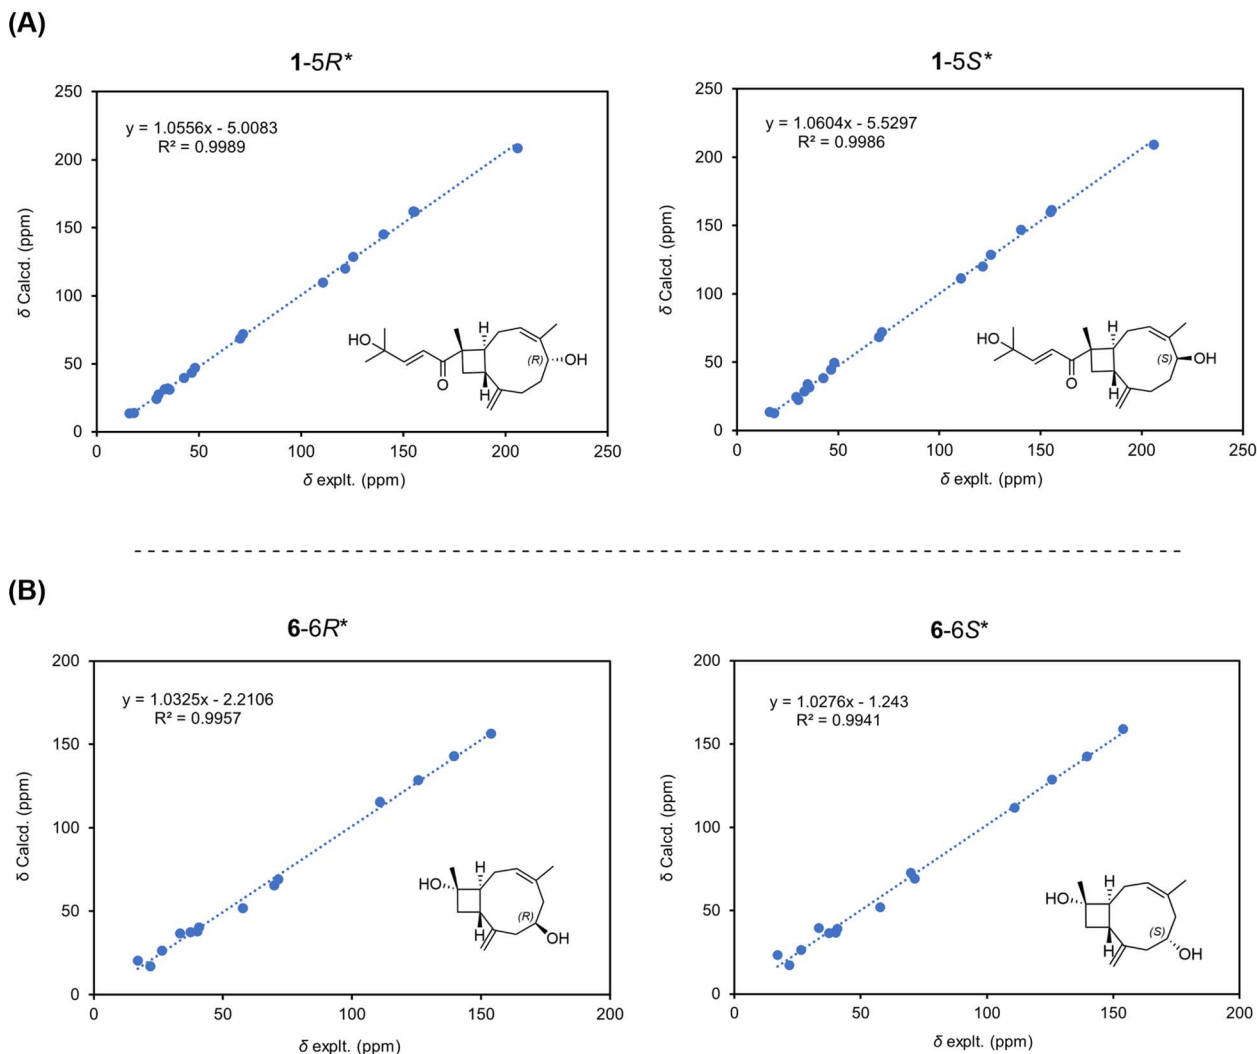 (A)
1-5R*
1-5S*
250
200
150
100
50
0
y = 1.0556x - 5.0083
R² = 0.9989
δ Calcd. (ppm)
0 50 100 150 200 250
δ explt. (ppm)
HO
O
H
H
(R)
OH
250
200
150
100
50
0
y = 1.0604x - 5.5297
R² = 0.9986
δ Calcd. (ppm)
0 50 100 150 200 250
δ explt. (ppm)
HO
O
H
H
(S)
OH
(B)
6-6R*
6-6S*
200
150
100
50
0
y = 1.0325x - 2.2106
R² = 0.9957
δ Calcd. (ppm)
0 50 100 150 200
δ explt. (ppm)
HO
H
H
(R)
OH
200
150
100
50
0
y = 1.0276x - 1.243
R² = 0.9941
δ Calcd. (ppm)
0 50 100 150 200
δ explt. (ppm)
HO
H
H
(S)
OH